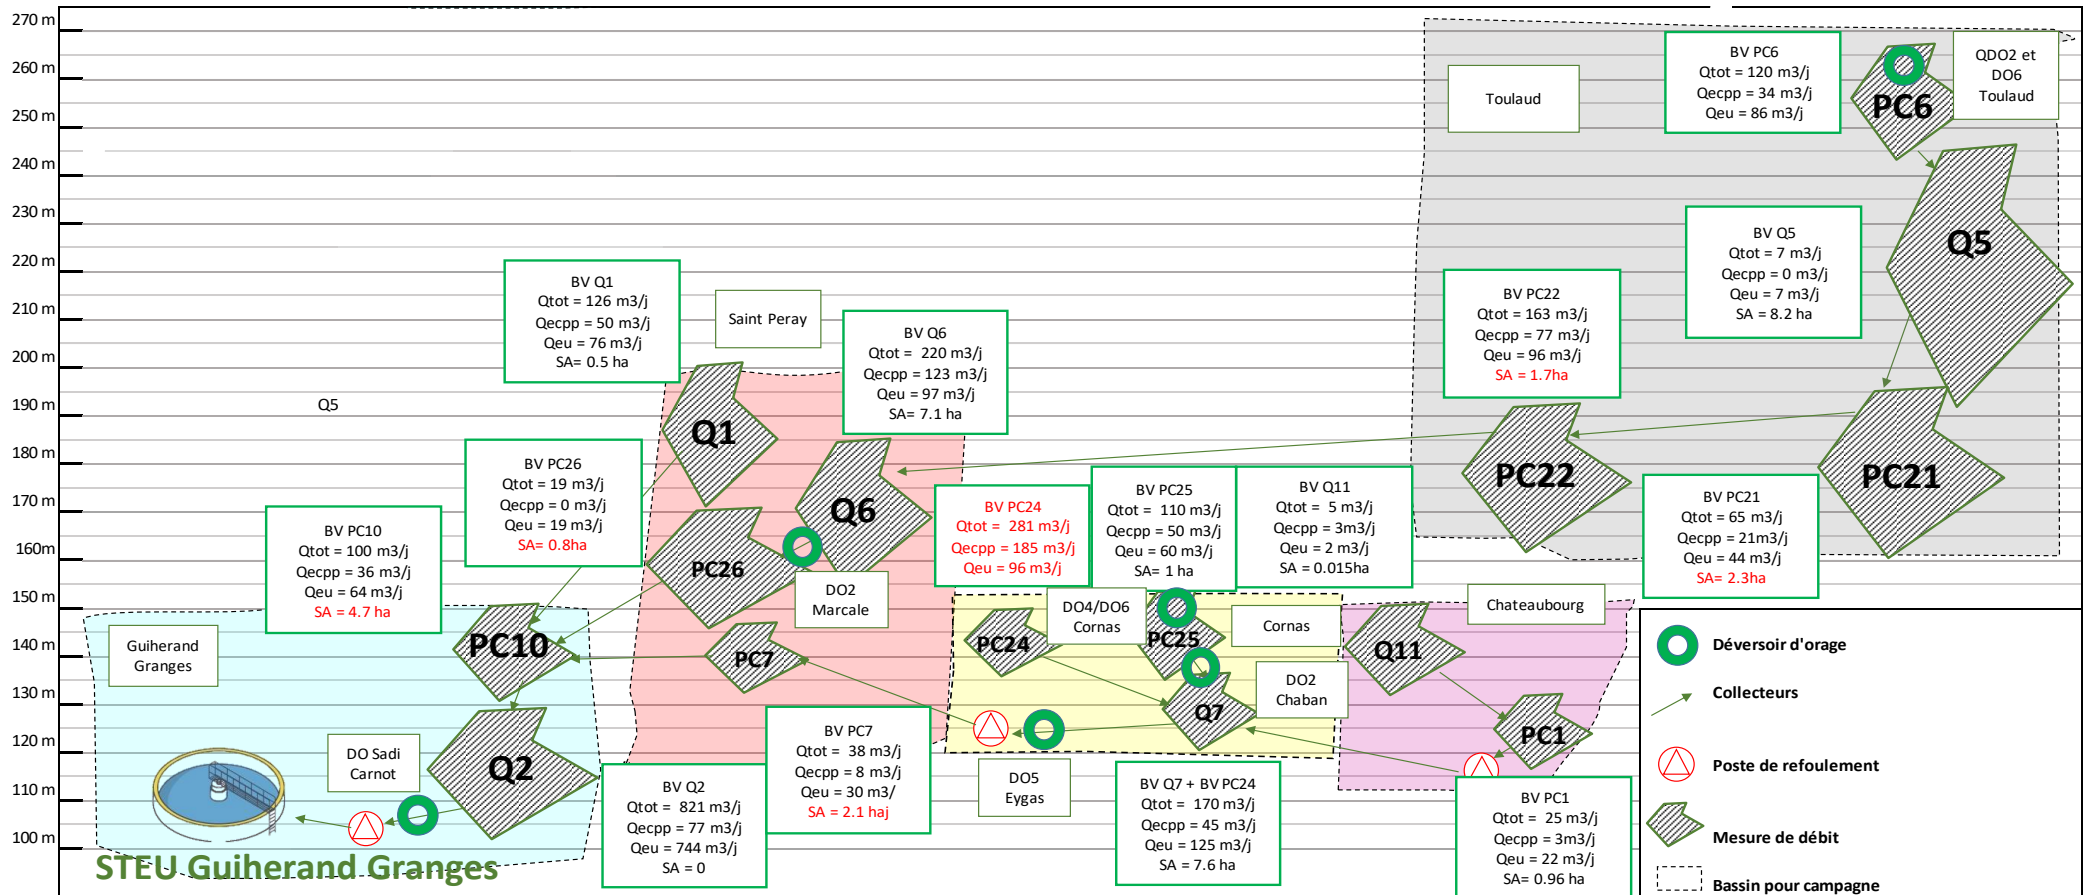 270 m
260 m
250 m
240 m
230 m
220 m
210 m
200 m
190 m
180 m
170 m
160m
150 m
140 m
130 m
120 m
110 m
100 m
BV PC6
Qtot = 120 m3/j
Qecpp = 34 m3/j
Qeu = 86 m3/j
PC6
QDO2 et
DO6
Toulaud
Toulaud
Q5
BV Q5
Qtot = 7 m3/j
Qecpp = 0 m3/j
Qeu = 7 m3/j
SA = 8.2 ha
BV PC22
Qtot = 163 m3/j
Qecpp = 77 m3/j
Qeu = 96 m3/j
SA = 1.7ha
BV Q1
Qtot = 126 m3/j
Qecpp = 50 m3/j
Qeu = 76 m3/j
SA= 0.5 ha
Saint Peray
BV Q6
Qtot = 220 m3/j
Qecpp = 123 m3/j
Qeu = 97 m3/j
SA= 7.1 ha
Q5
Q1
Q6
PC22
PC21
BV PC26
Qtot = 19 m3/j
Qecpp = 0 m3/j
Qeu = 19 m3/j
SA= 0.8ha
BV PC24
Qtot = 281 m3/j
Qecpp = 185 m3/j
Qeu = 96 m3/j
BV PC25
Qtot = 110 m3/j
Qecpp = 50 m3/j
Qeu = 60 m3/j
SA= 1 ha
BV Q11
Qtot = 5 m3/j
Qecpp = 3m3/j
Qeu = 2 m3/j
SA = 0.015ha
BV PC21
Qtot = 65 m3/j
Qecpp = 21m3/j
Qeu = 44 m3/j
SA= 2.3ha
BV PC10
Qtot = 100 m3/j
Qecpp = 36 m3/j
Qeu = 64 m3/j
SA = 4.7 ha
PC26
DO2
Marcale
DO4/DO6
Cornas
Cornas
Chateaubourg
Guiherand
Granges
PC10
PC7
PC24
PC25
Q11
DO2
Chaban
Q7
PC1
Q2
DO Sadi
Carnot
BV Q2
Qtot = 821 m3/j
Qecpp = 77 m3/j
Qeu = 744 m3/j
SA = 0
BV PC7
Qtot = 38 m3/j
Qecpp = 8 m3/j
Qeu = 30 m3/
SA = 2.1 haj
DO5
Eygas
BV Q7 + BV PC24
Qtot = 170 m3/j
Qecpp = 45 m3/j
Qeu = 125 m3/j
SA = 7.6 ha
BV PC1
Qtot = 25 m3/j
Qecpp = 3m3/j
Qeu = 22 m3/j
SA= 0.96 ha
STEU Guiherand Granges
Déversoir d'orage
Collecteurs
Poste de refoulement
Mesure de débit
Bassin pour campagne